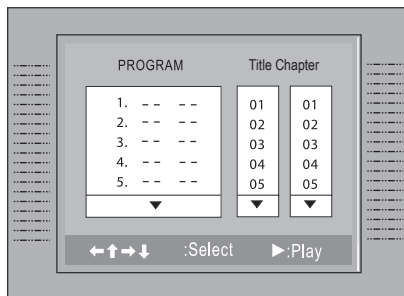 PROGRAM Title Chapter
1. -- -- 01 01
2. -- -- 02 02
3. -- -- 03 03
4. -- -- 04 04
5. -- -- 05 05
▼ ▼ ▼
←↑→↓ :Select ►:Play